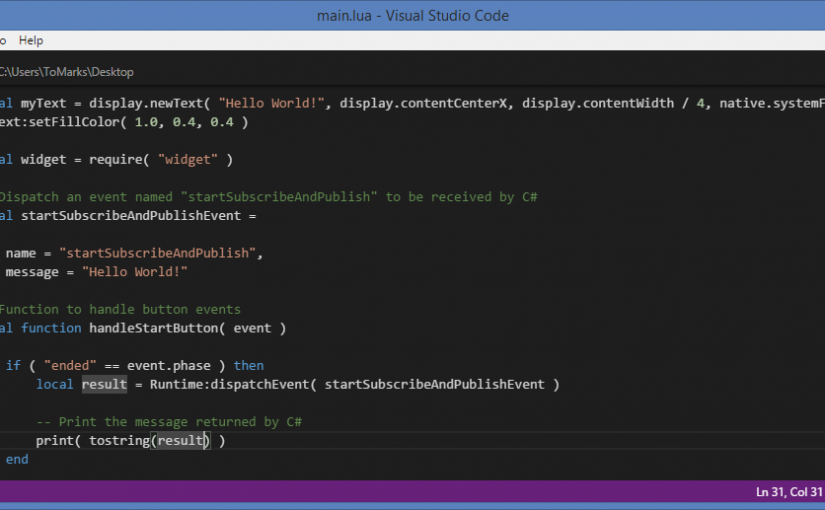 main.lua - Visual Studio Code
o Help
C:\Users\ToMarks\Desktop
al myText = display.newText( "Hello World!", display.contentCenterX, display.contentWidth / 4, native.systemF
ext:setFillColor( 1.0, 0.4, 0.4 )
al widget = require( "widget" )
Dispatch an event named "startSubscribeAndPublish" to be received by C#
al startSubscribeAndPublishEvent =
name = "startSubscribeAndPublish",
message = "Hello World!"
Function to handle button events
al function handleStartButton( event )
if ( "ended" == event.phase ) then
local result = Runtime:dispatchEvent( startSubscribeAndPublishEvent )
-- Print the message returned by C#
print( tostring(result) )
end
Ln 31, Col 31